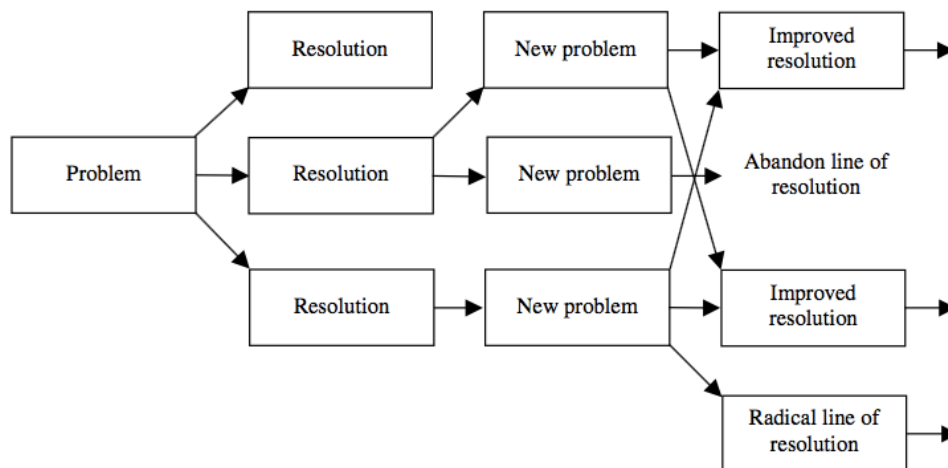 Resolution
New problem
Improved
resolution
Problem
Resolution
New problem
Abandon line of
resolution
Resolution
New problem
Improved
resolution
Radical line of
resolution